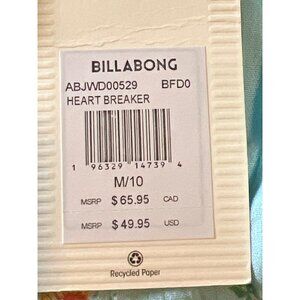 BILLABONG
ABJWD00529 BFD0
HEART BREAKER
1 96329 14739 4
M/10
MSRP $65.95 CAD
MSRP $49.95 USD
Recycled Paper